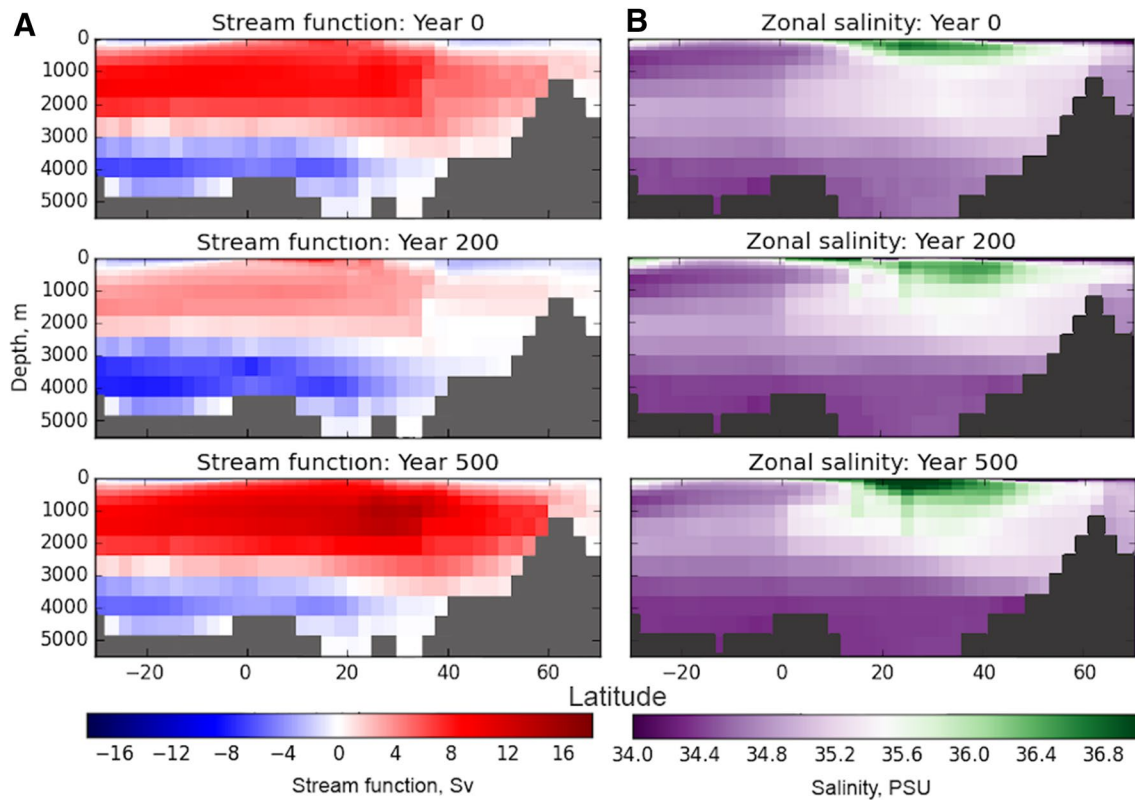 A
Stream function: Year 0
0
1000
2000
3000
4000
5000
Stream function: Year 200
0
1000
2000
3000
4000
5000
Depth, m
Stream function: Year 500
0
1000
2000
3000
4000
5000
−20 0 20 40 60
B
Zonal salinity: Year 0
Zonal salinity: Year 200
Zonal salinity: Year 500
−20 0 20 40 60
Latitude
−16 −12 −8 −4 0 4 8 12 16
Stream function, Sv
34.0 34.4 34.8 35.2 35.6 36.0 36.4 36.8
Salinity, PSU